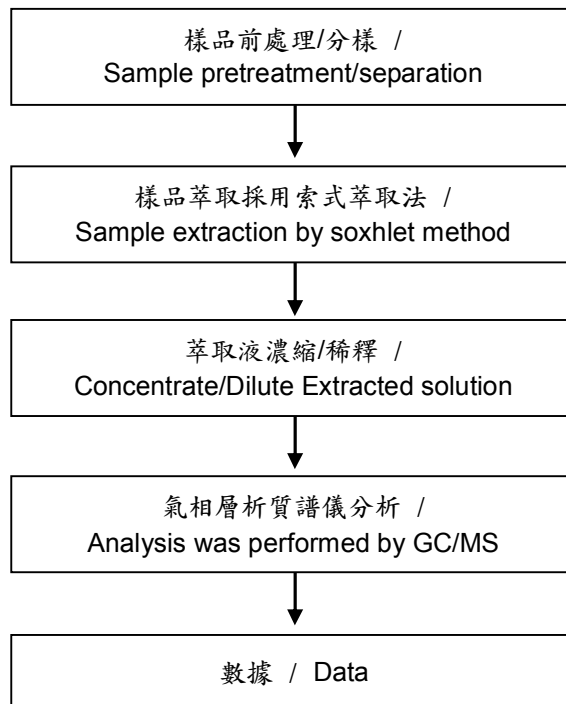 樣品前處理/分樣 /
Sample pretreatment/separation
樣品萃取採用索式萃取法 /
Sample extraction by soxhlet method
萃取液濃縮/稀釋 /
Concentrate/Dilute Extracted solution
氣相層析質譜儀分析 /
Analysis was performed by GC/MS
數據 / Data